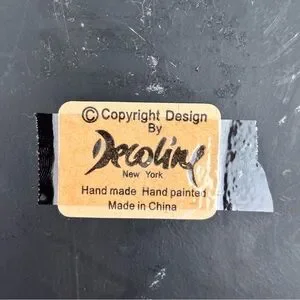 © Copyright Design
By
Decoline
New York
Hand made Hand painted
Made in China